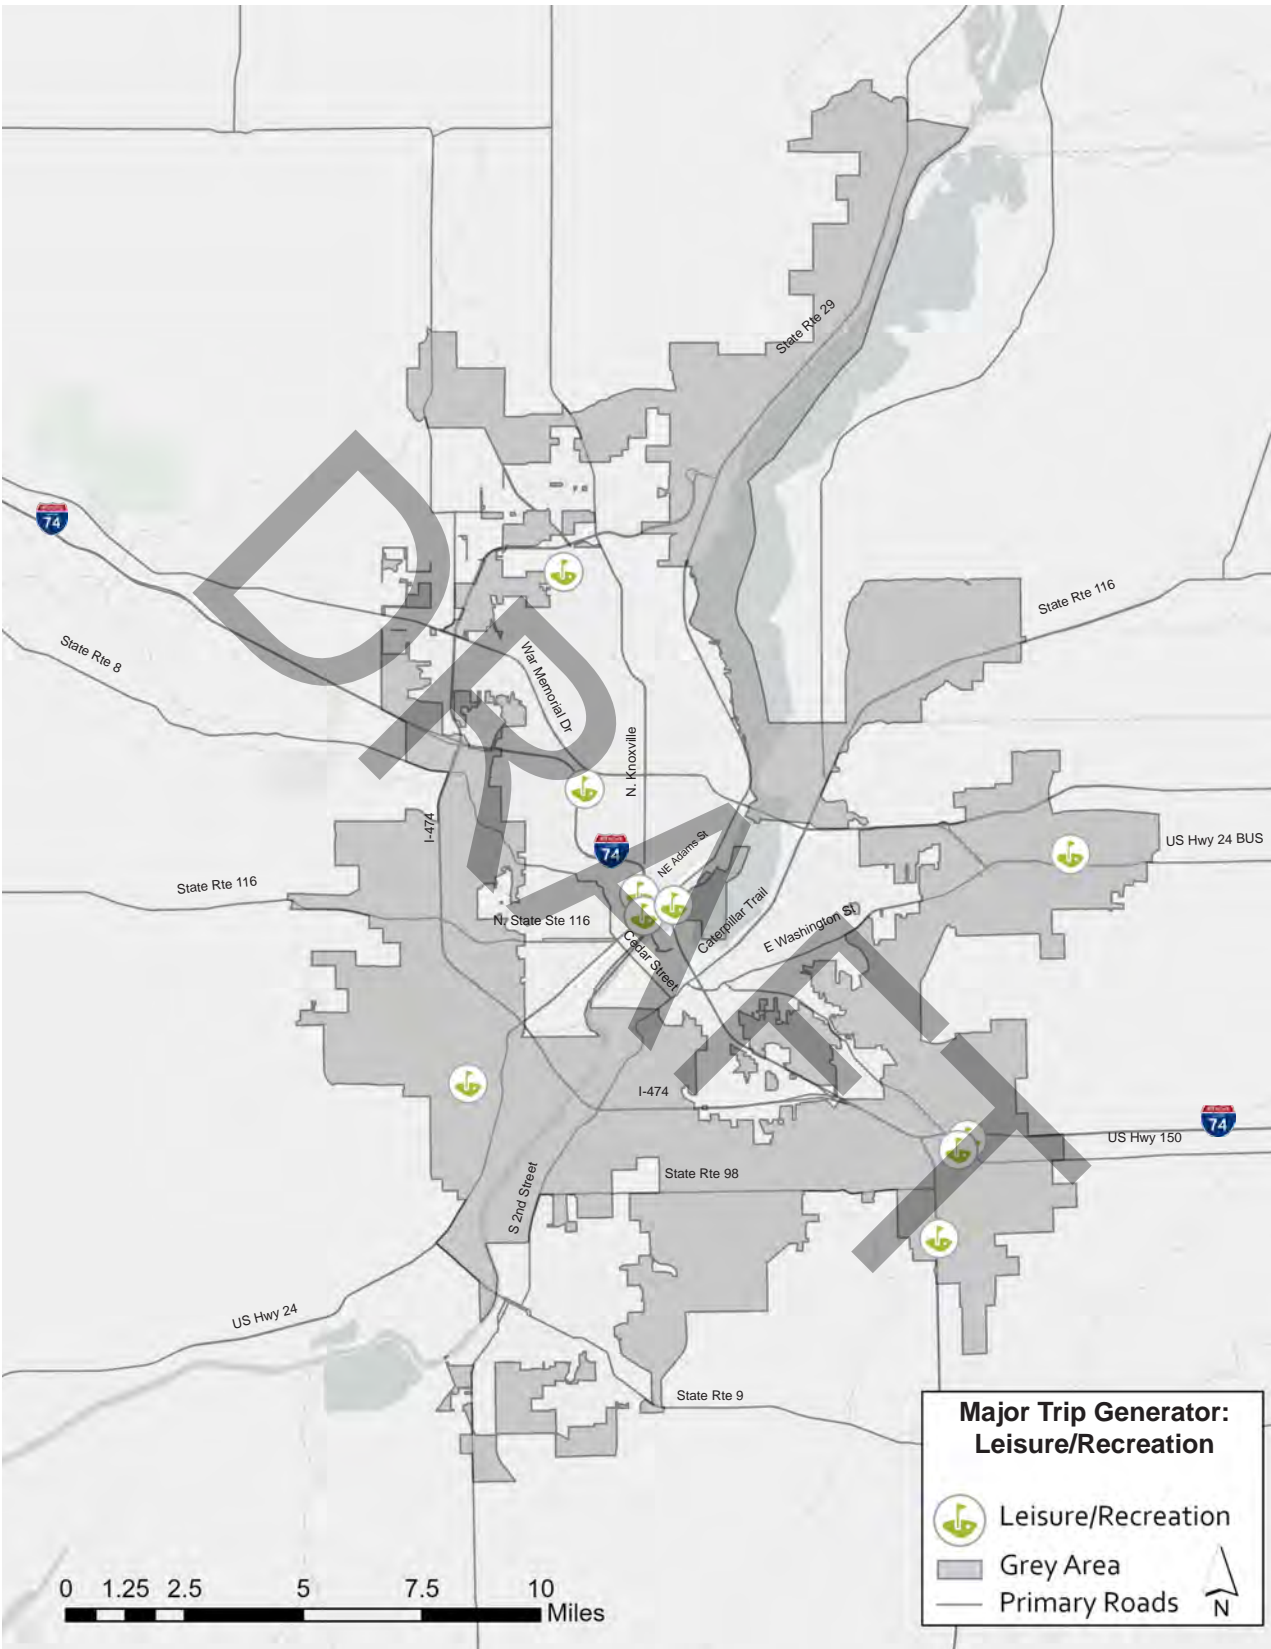 State Rte 29
74
State Rte 116
State Rte 8
War Memorial Dr
N. Knoxville
I-474
74
NE Adams St
US Hwy 24 BUS
State Rte 116
N. State Ste 116
Caterpillar Trail
E Washington St
Cedar Street
I-474
74
US Hwy 150
State Rte 98
S 2nd Street
US Hwy 24
State Rte 9
DRAFT
Major Trip Generator:
Leisure/Recreation
Leisure/Recreation
Grey Area
Primary Roads
N
0 1.25 2.5 5 7.5 10
Miles